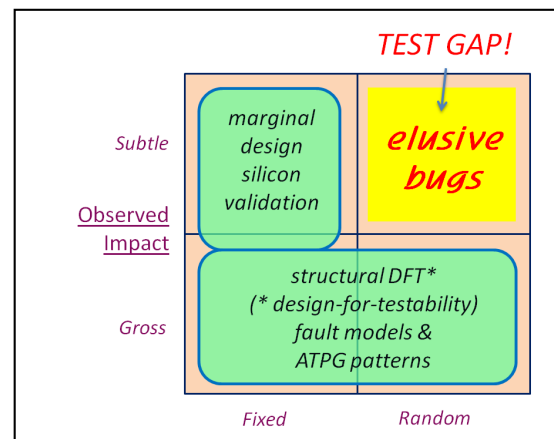 TEST GAP!
Subtle
marginal
design
silicon
validation
elusive
bugs
Observed
Impact
Gross
structural DFT*
(* design-for-testability)
fault models &
ATPG patterns
Fixed
Random